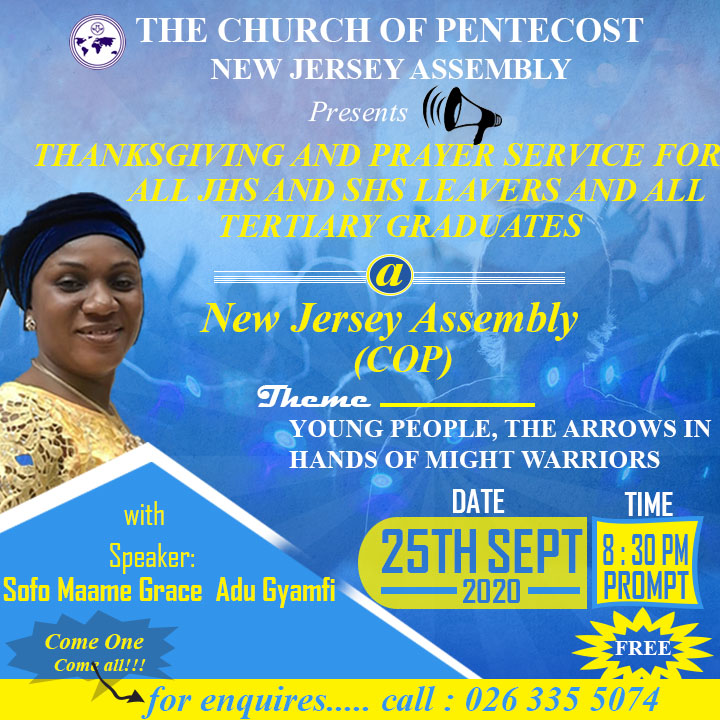 THE CHURCH OF PENTECOST
NEW JERSEY ASSEMBLY
Presents
THANKSGIVING AND PRAYER SERVICE FOR
ALL JHS AND SHS LEAVERS AND ALL
TERTIARY GRADUATES
@
New Jersey Assembly
(COP)
Theme
YOUNG PEOPLE, THE ARROWS IN
HANDS OF MIGHT WARRIORS
with
Speaker:
Sofo Maame Grace Adu Gyamfi
DATE
25TH SEPT
2020
TIME
8 : 30 PM
PROMPT
FREE
Come One
Come all!!!
for enquires..... call : 026 335 5074